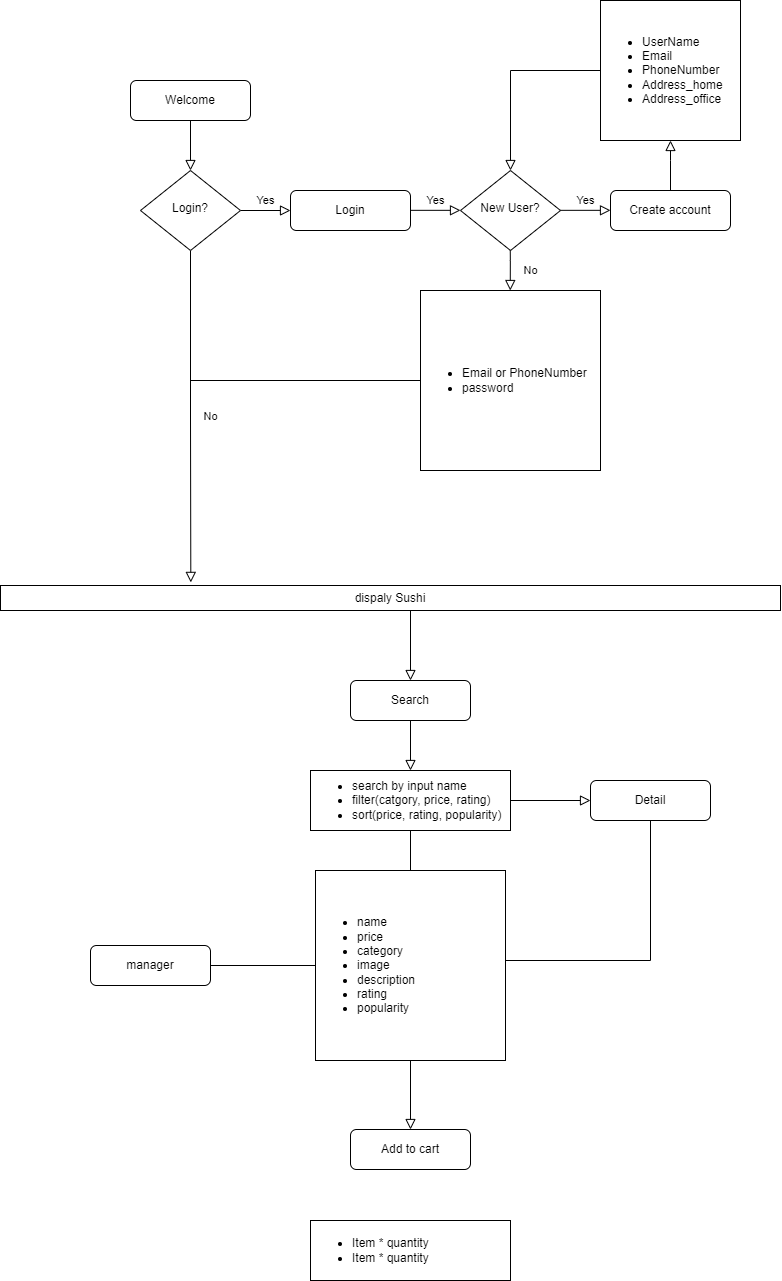 UserName
Email
PhoneNumber
Address_home
Address_office
Welcome
Login?
Yes
Login
Yes
New User?
Yes
Create account
No
Email or PhoneNumber
password
No
dispaly Sushi
Search
search by input name
filter(catgory, price, rating)
sort(price, rating, popularity)
Detail
name
price
category
image
description
rating
popularity
manager
Add to cart
Item * quantity
Item * quantity